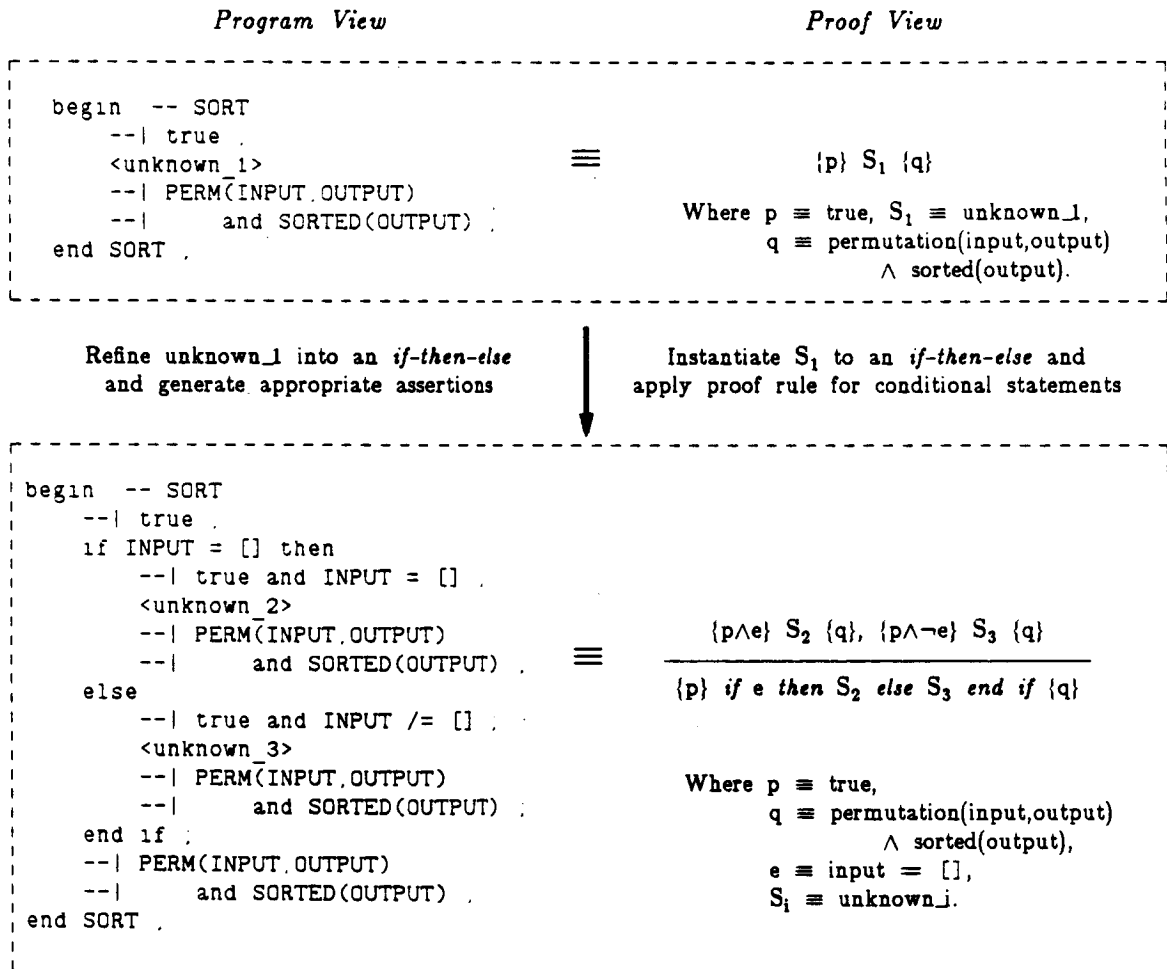 Program View
Proof View
begin -- SORT
--| true ;
<unknown_1>
--| PERM(INPUT,OUTPUT)
--| and SORTED(OUTPUT) ;
end SORT ;
≡
{p} S₁ {q}
Where p ≡ true, S₁ ≡ unknown_1,
q ≡ permutation(input,output)
∧ sorted(output).
Refine unknown_1 into an if-then-else
and generate appropriate assertions
Instantiate S₁ to an if-then-else and
apply proof rule for conditional statements
begin -- SORT
--| true ;
if INPUT = [] then
--| true and INPUT = [] ;
<unknown_2>
--| PERM(INPUT,OUTPUT)
--| and SORTED(OUTPUT) ;
else
--| true and INPUT /= [] ;
<unknown_3>
--| PERM(INPUT,OUTPUT)
--| and SORTED(OUTPUT) ;
end if ;
--| PERM(INPUT,OUTPUT)
--| and SORTED(OUTPUT) ;
end SORT ;
≡
{p∧e} S₂ {q}, {p∧¬e} S₃ {q}
{p} if e then S₂ else S₃ end if {q}
Where p ≡ true,
q ≡ permutation(input,output)
∧ sorted(output),
e ≡ input = [],
Sᵢ ≡ unknown_i.